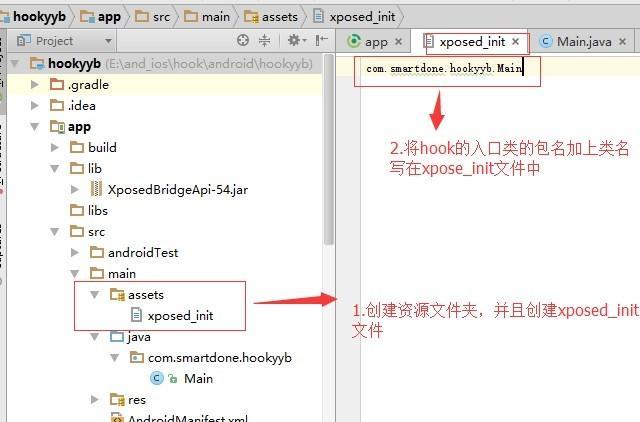 hookyyb app src main assets xposed_init
Project
app xposed_init Main.java
hookyyb (E:\and_ios\hook\android\hookyyb)
com.smartdone.hookyyb.Main
.gradle
.idea
app
build
lib
XposedBridgeApi-54.jar
libs
src
androidTest
main
assets
xposed_init
java
com.smartdone.hookyyb
Main
res
AndroidManifest.xml
2.将hook的入口类的包名加上类名
写在xpose_init文件中
1.创建资源文件夹，并且创建xposed_init
文件